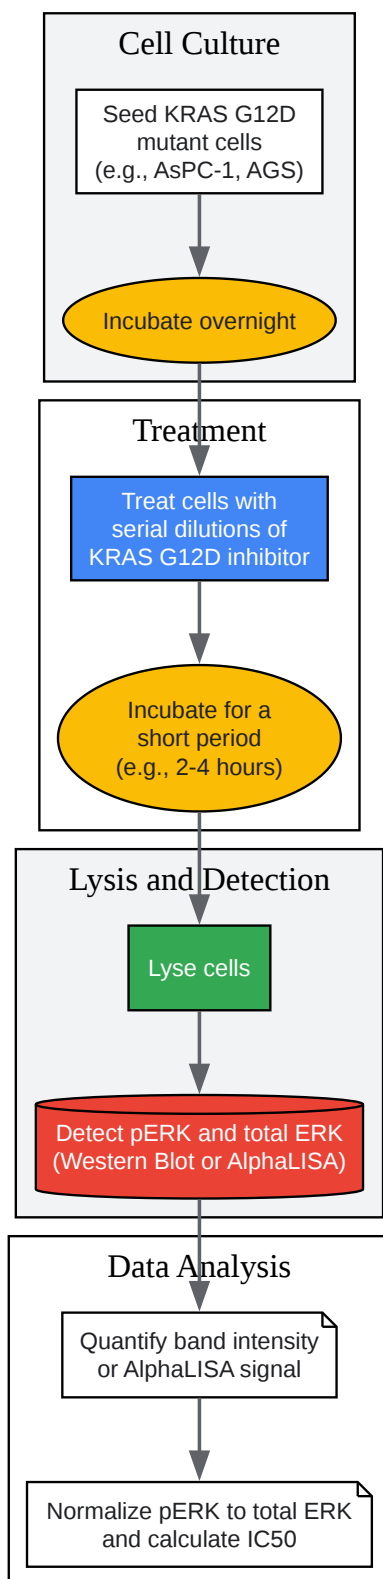 Cell Culture
Seed KRAS G12D
mutant cells
(e.g., AsPC-1, AGS)
Incubate overnight
Treatment
Treat cells with
serial dilutions of
KRAS G12D inhibitor
Incubate for a
short period
(e.g., 2-4 hours)
Lysis and Detection
Lyse cells
Detect pERK and total ERK
(Western Blot or AlphaLISA)
Data Analysis
Quantify band intensity
or AlphaLISA signal
Normalize pERK to total ERK
and calculate IC50